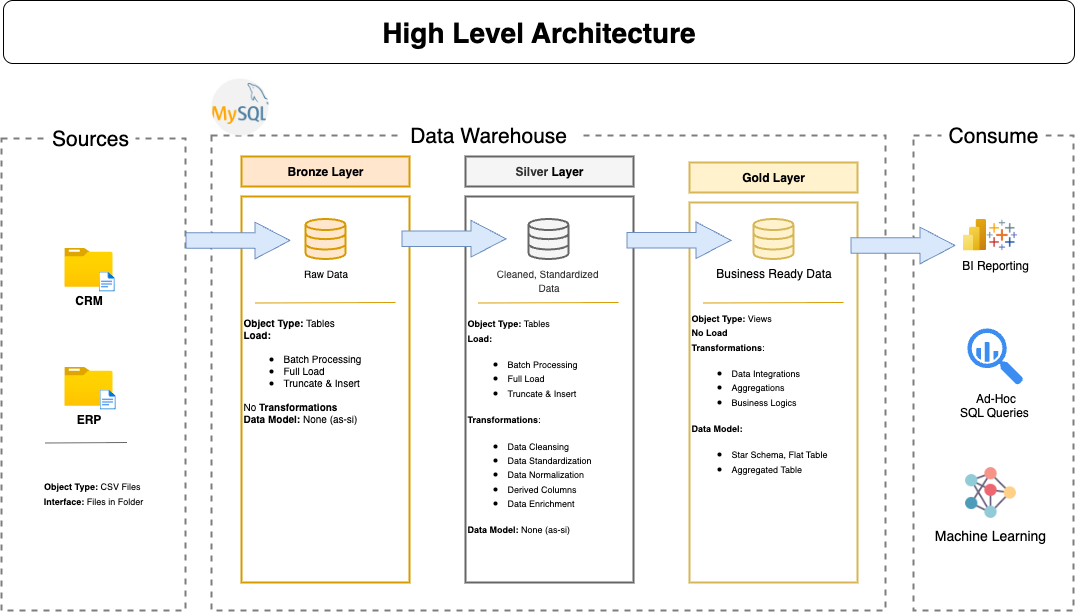 High Level Architecture
MySQL
Sources
CRM
ERP
Object Type: CSV Files
Interface: Files in Folder
Data Warehouse
Bronze Layer
Raw Data
Object Type: Tables
Load:
Batch Processing
Full Load
Truncate & Insert
No Transformations
Data Model: None (as-si)
Silver Layer
Cleaned, Standardized
Data
Object Type: Tables
Load:
Batch Processing
Full Load
Truncate & Insert
Transformations:
Data Cleansing
Data Standardization
Data Normalization
Derived Columns
Data Enrichment
Data Model: None (as-si)
Gold Layer
Business Ready Data
Object Type: Views
No Load
Transformations:
Data Integrations
Aggregations
Business Logics
Data Model:
Star Schema, Flat Table
Aggregated Table
Consume
BI Reporting
Ad-Hoc
SQL Queries
Machine Learning